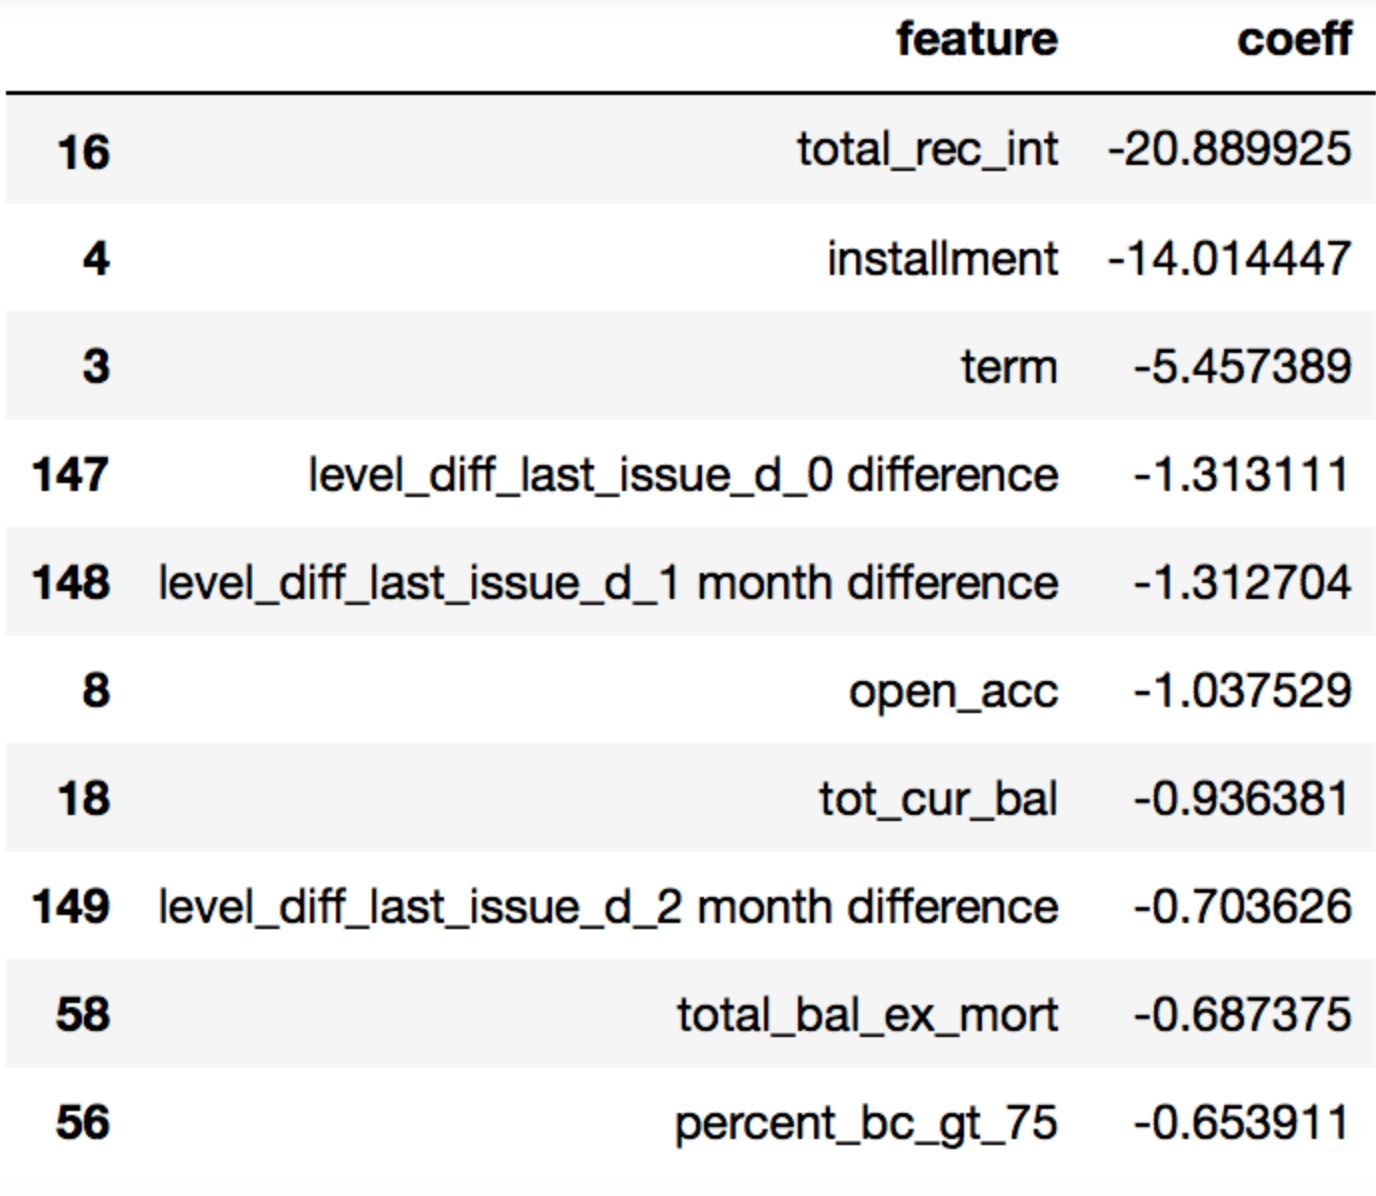 feature coeff
16 total_rec_int -20.889925
4 installment -14.014447
3 term -5.457389
147 level_diff_last_issue_d_0 difference -1.313111
148 level_diff_last_issue_d_1 month difference -1.312704
8 open_acc -1.037529
18 tot_cur_bal -0.936381
149 level_diff_last_issue_d_2 month difference -0.703626
58 total_bal_ex_mort -0.687375
56 percent_bc_gt_75 -0.653911